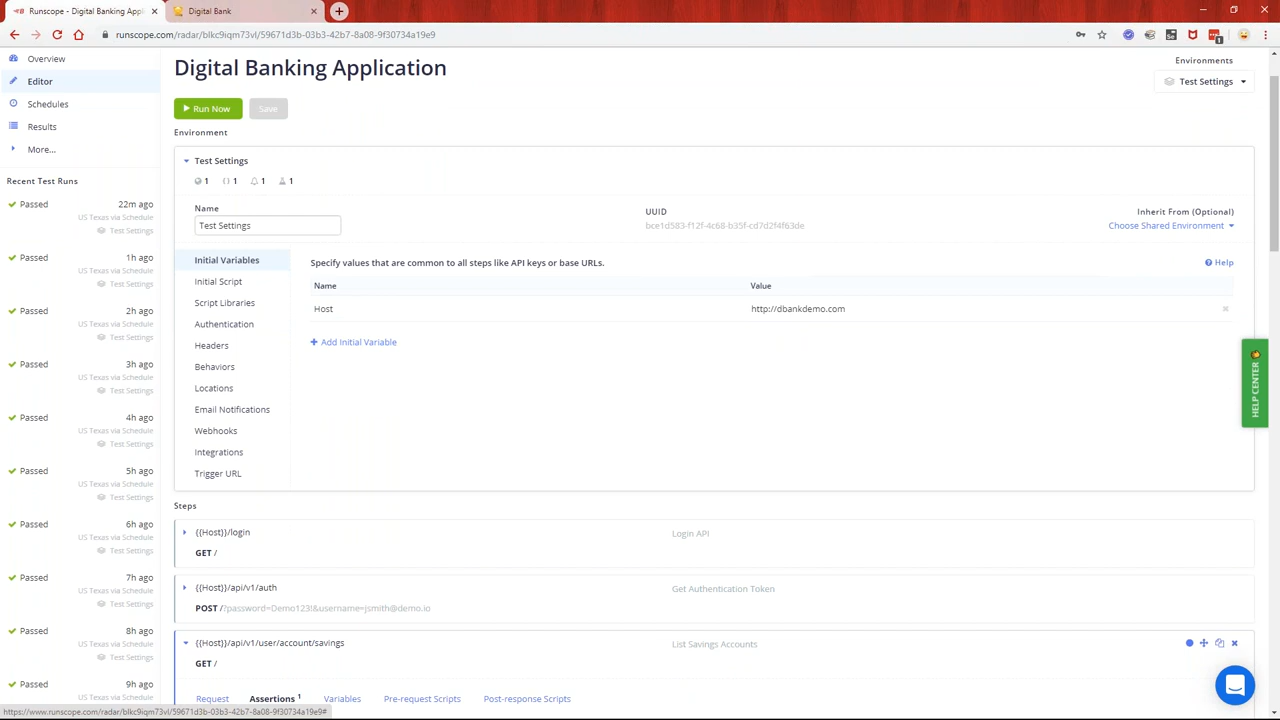 Runscope - Digital Banking Appl
Digital Bank
runscope.com/radar/blkc9iqm73vl/59671d3b-03b3-42b7-8a08-9f30734a19e9
Overview
Editor
Schedules
Results
More...
Recent Test Runs
Passed 22m ago
US Texas via Schedule
Test Settings
Passed 1h ago
US Texas via Schedule
Test Settings
Passed 2h ago
US Texas via Schedule
Test Settings
Passed 3h ago
US Texas via Schedule
Test Settings
Passed 4h ago
US Texas via Schedule
Test Settings
Passed 5h ago
US Texas via Schedule
Test Settings
Passed 6h ago
US Texas via Schedule
Test Settings
Passed 7h ago
US Texas via Schedule
Test Settings
Passed 8h ago
US Texas via Schedule
Test Settings
Passed 9h ago
US Texas via Schedule
https://www.runscope.com/radar/blkc9iqm73vl/59671d3b-03b3-42b7-8a08-9f30734a19e9#
Digital Banking Application
Environments
Test Settings
Run Now
Save
Environment
Test Settings
1 1 1 1
Name
Test Settings
UUID
bce1d583-f12f-4c68-b35f-cd7d2f4f63de
Inherit From (Optional)
Choose Shared Environment
Initial Variables
Initial Script
Script Libraries
Authentication
Headers
Behaviors
Locations
Email Notifications
Webhooks
Integrations
Trigger URL
Specify values that are common to all steps like API keys or base URLs.
Help
Name Value
Host http://dbankdemo.com
Add Initial Variable
HELP CENTER
Steps
{{Host}}/login Login API
GET /
{{Host}}/api/v1/auth Get Authentication Token
POST /?password=Demo123!&username=jsmith@demo.io
{{Host}}/api/v1/user/account/savings List Savings Accounts
GET /
Request Assertions 1 Variables Pre-request Scripts Post-response Scripts